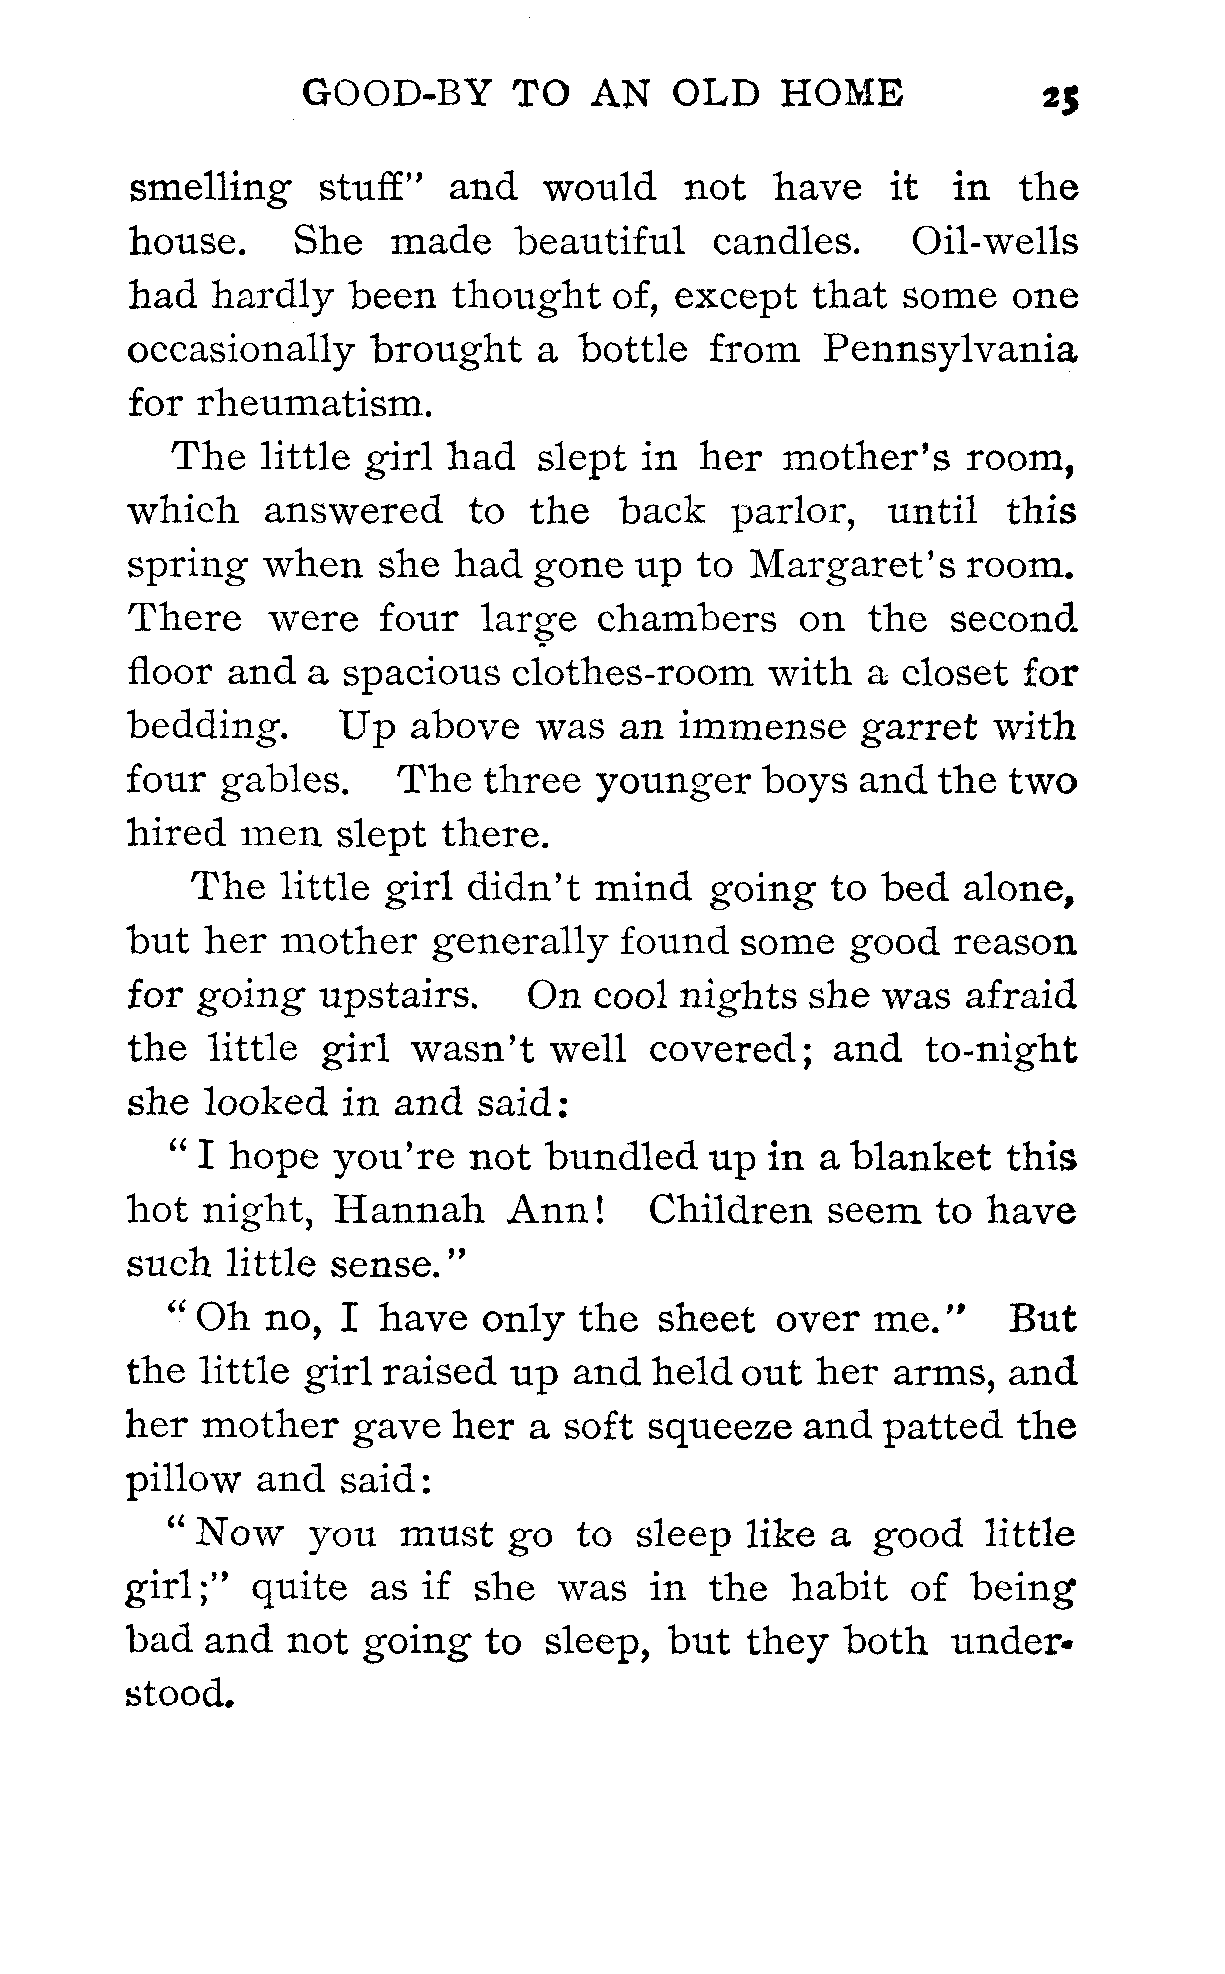 GOOD-BY TO AN OLD HOME 25
smelling stuff” and would not have it in the
house. She made beautiful candles. Oil-wells
had hardly been thought of, except that some one
occasionally brought a bottle from Pennsylvania
for rheumatism.
The little girl had slept in her mother’s room,
which answered to the back parlor, until this
spring when she had gone up to Margaret’s room.
There were four large chambers on the second
floor and a spacious clothes-room with a closet for
bedding. Up above was an immense garret with
four gables. The three younger boys and the two
hired men slept there.
The little girl didn’t mind going to bed alone,
but her mother generally found some good reason
for going upstairs. On cool nights she was afraid
the little girl wasn’t well covered; and to-night
she looked in and said:
“I hope you’re not bundled up in a blanket this
hot night, Hannah Ann! Children seem to have
such little sense.”
“Oh no, I have only the sheet over me.” But
the little girl raised up and held out her arms, and
her mother gave her a soft squeeze and patted the
pillow and said:
“Now you must go to sleep like a good little
girl;” quite as if she was in the habit of being
bad and not going to sleep, but they both under-
stood.